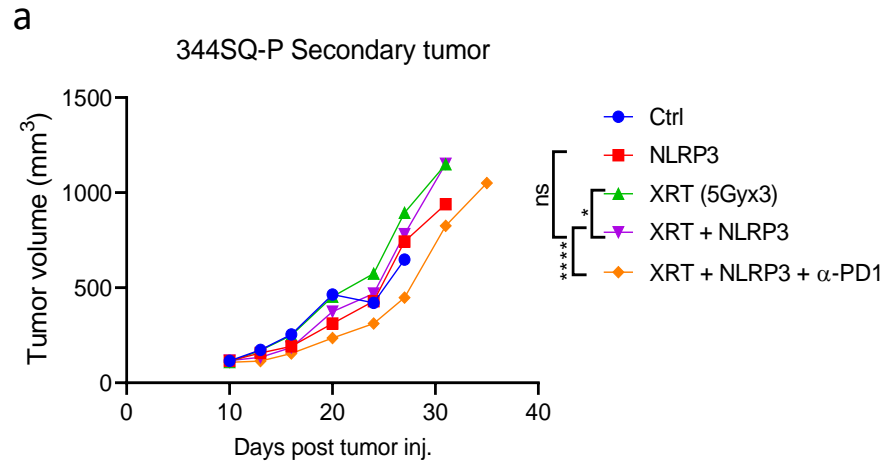 a
344SQ-P Secondary tumor
Tumor volume (mm³)
1500
1000
500
0
0
10
20
30
40
Days post tumor inj.
Ctrl
NLRP3
XRT (5Gyx3)
XRT + NLRP3
XRT + NLRP3 + α-PD1
ns
*
****